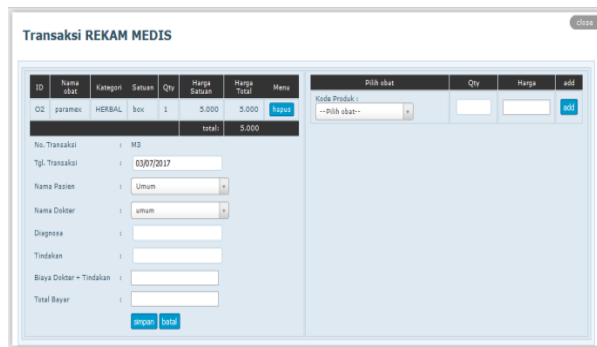 close
Transaksi REKAM MEDIS
ID Nama obat Kategori Satuan Qty Harga Satuan Harga Total Menu
O2 paramex HERBAL box 1 5.000 5.000 hapus
total: 5.000
No. Transaksi : M3
Tgl. Transaksi : 03/07/2017
Nama Pasien : Umum
Nama Dokter : umum
Diagnosa :
Tindakan :
Biaya Dokter + Tindakan :
Total Bayar :
simpan batal
Pilih obat Qty Harga add
Kode Produk :
--Pilih obat-- add